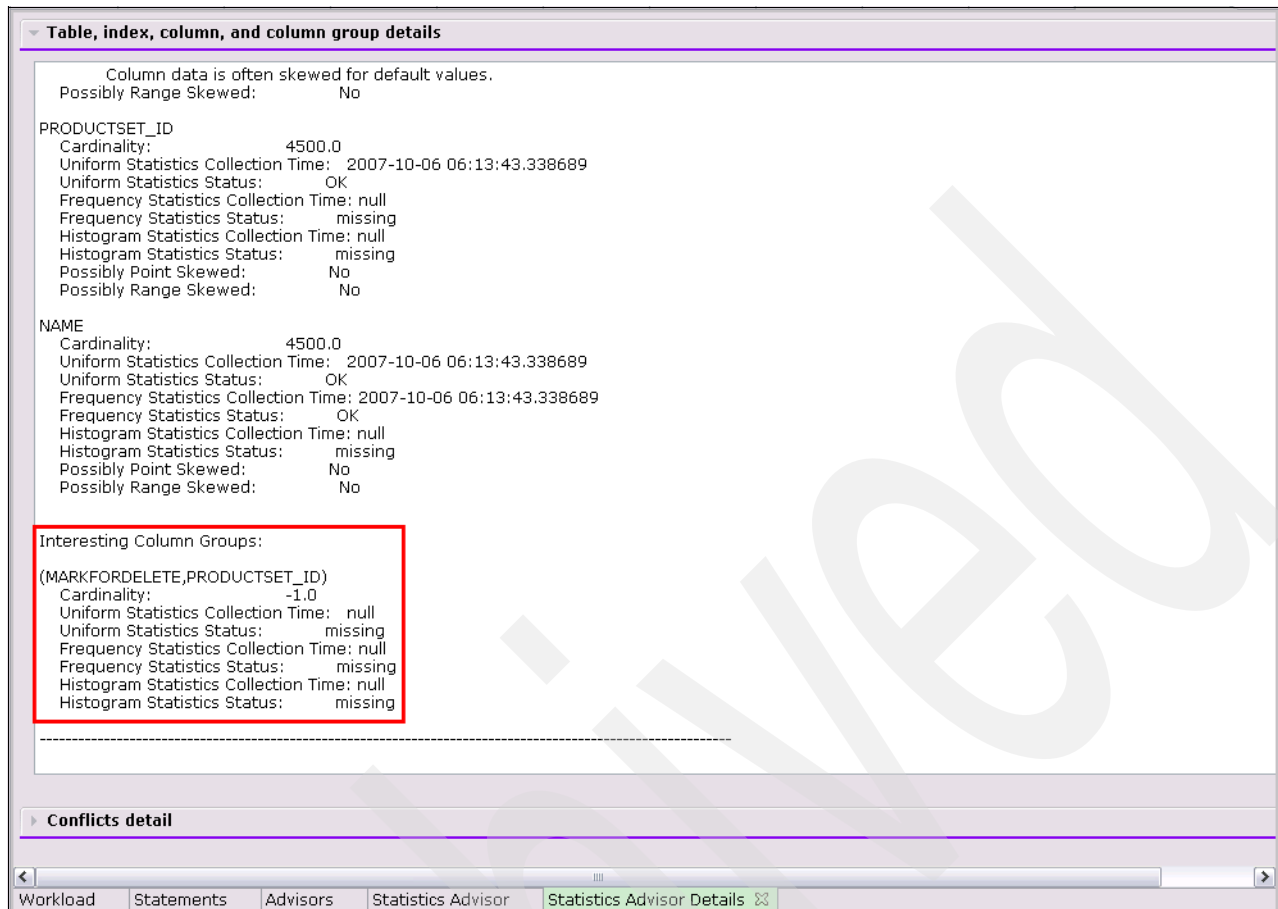 Table, index, column, and column group details
Column data is often skewed for default values.
Possibly Range Skewed: No
PRODUCTSET_ID
Cardinality: 4500.0
Uniform Statistics Collection Time: 2007-10-06 06:13:43.338689
Uniform Statistics Status: OK
Frequency Statistics Collection Time: null
Frequency Statistics Status: missing
Histogram Statistics Collection Time: null
Histogram Statistics Status: missing
Possibly Point Skewed: No
Possibly Range Skewed: No
NAME
Cardinality: 4500.0
Uniform Statistics Collection Time: 2007-10-06 06:13:43.338689
Uniform Statistics Status: OK
Frequency Statistics Collection Time: 2007-10-06 06:13:43.338689
Frequency Statistics Status: OK
Histogram Statistics Collection Time: null
Histogram Statistics Status: missing
Possibly Point Skewed: No
Possibly Range Skewed: No
Interesting Column Groups:
(MARKFORDELETE,PRODUCTSET_ID)
Cardinality: -1.0
Uniform Statistics Collection Time: null
Uniform Statistics Status: missing
Frequency Statistics Collection Time: null
Frequency Statistics Status: missing
Histogram Statistics Collection Time: null
Histogram Statistics Status: missing
--------------------------------------------------------------------------------
Conflicts detail
Workload Statements Advisors Statistics Advisor Statistics Advisor Details